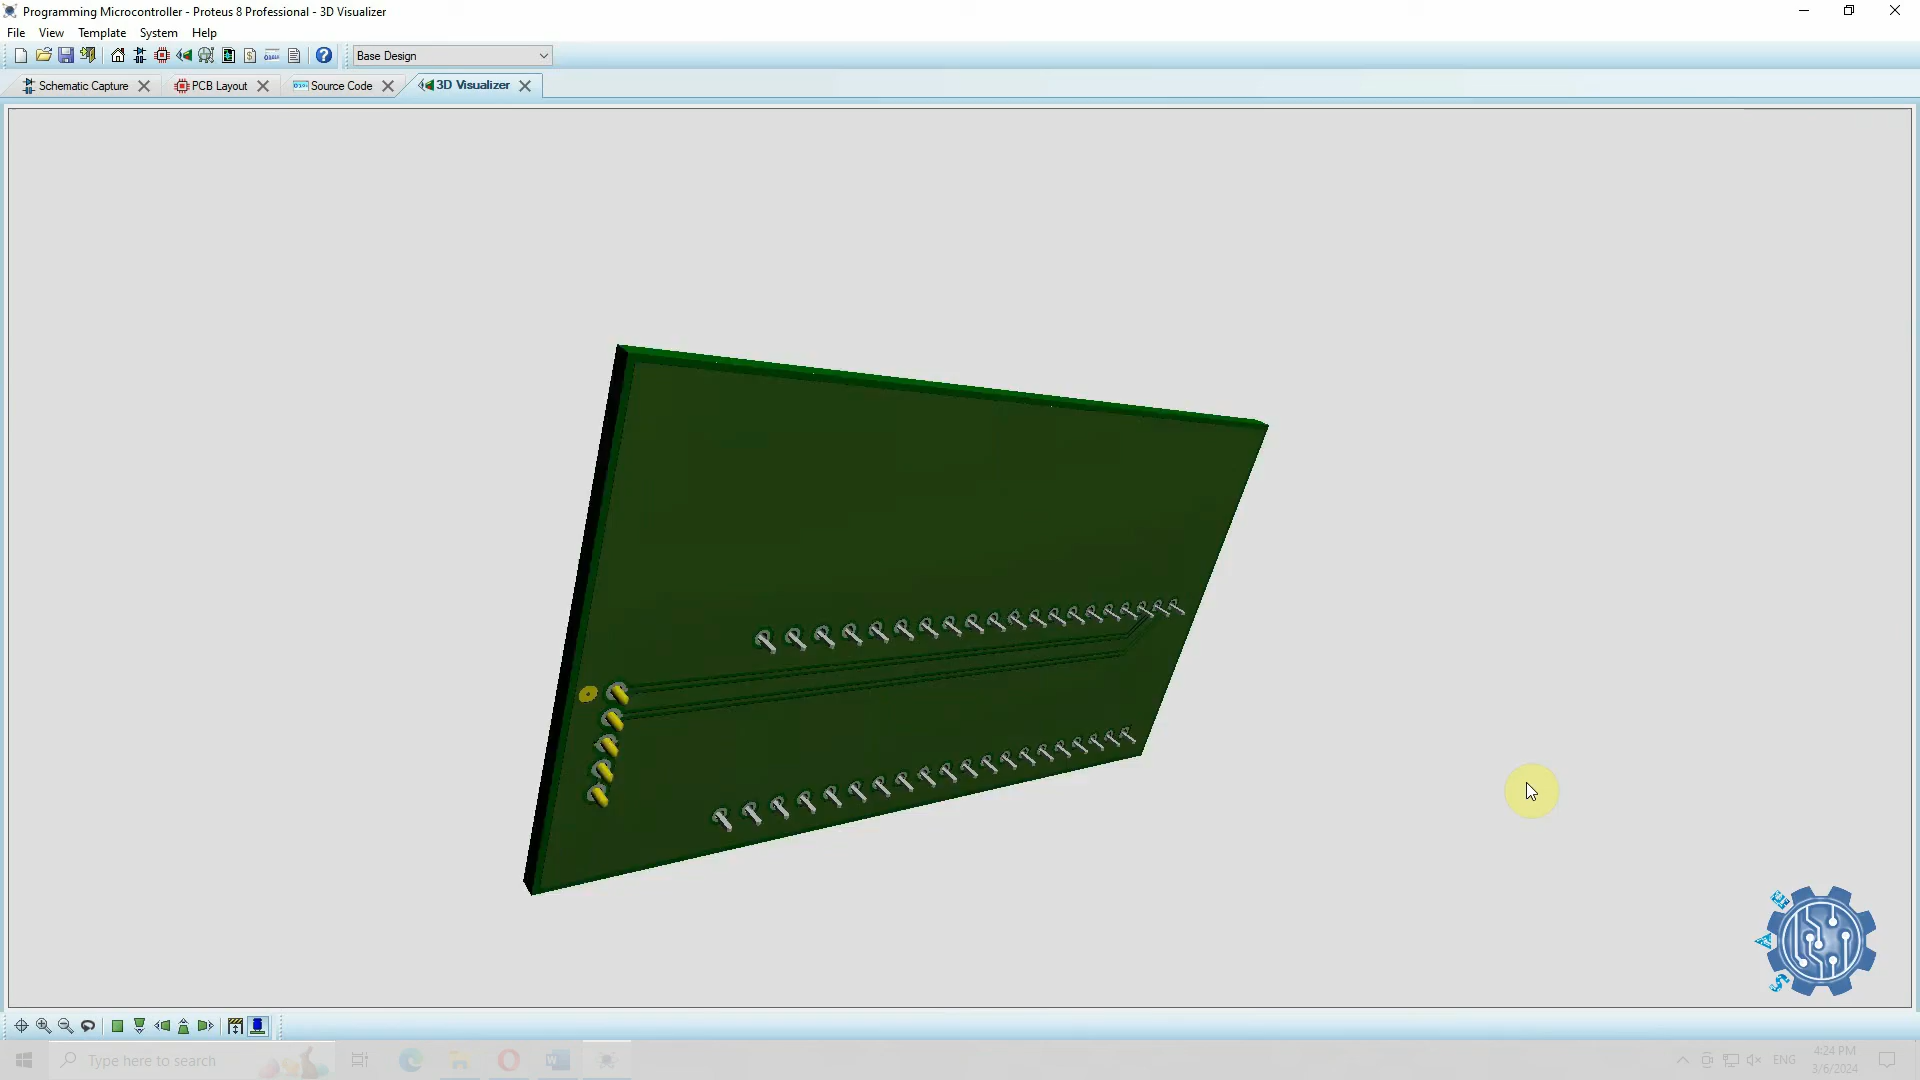 Programming Microcontroller - Proteus 8 Professional - 3D Visualizer
File View Template System Help
Base Design
Schematic Capture PCB Layout Source Code 3D Visualizer
Type here to search
ENG
4:24 PM
3/6/2024